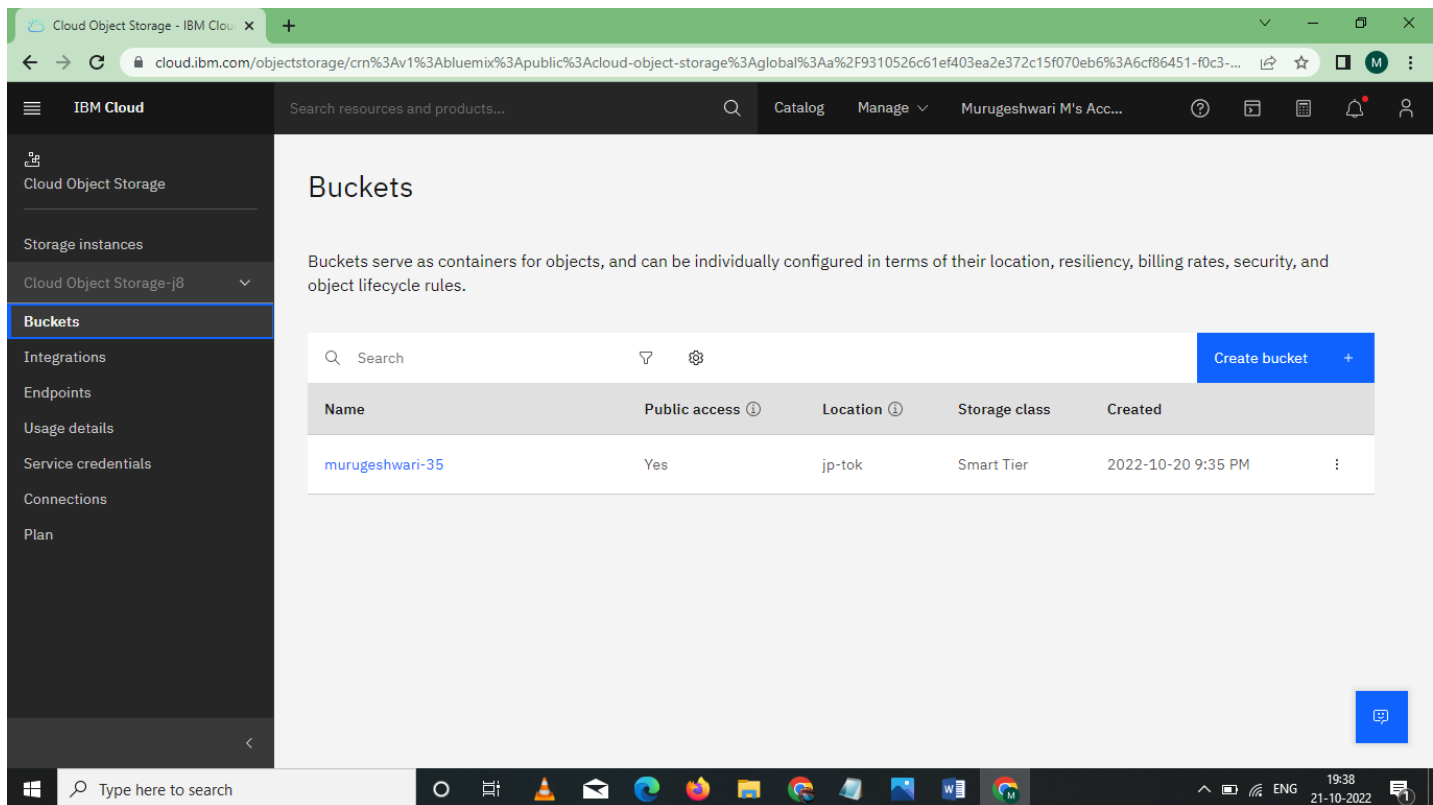 Cloud Object Storage - IBM Clou
cloud.ibm.com/objectstorage/crn%3Av1%3Abluemix%3Apublic%3Acloud-object-storage%3Aglobal%3Aa%2F9310526c61ef403ea2e372c15f070eb6%3A6cf86451-f0c3-...
M
IBM Cloud
Search resources and products...
Catalog
Manage
Murugeshwari M's Acc...
Cloud Object Storage
Storage instances
Cloud Object Storage-j8
Buckets
Integrations
Endpoints
Usage details
Service credentials
Connections
Plan
Buckets
Buckets serve as containers for objects, and can be individually configured in terms of their location, resiliency, billing rates, security, and
object lifecycle rules.
Search
Create bucket +
Name Public access Location Storage class Created
murugeshwari-35 Yes jp-tok Smart Tier 2022-10-20 9:35 PM
Type here to search
ENG
19:38
21-10-2022
1